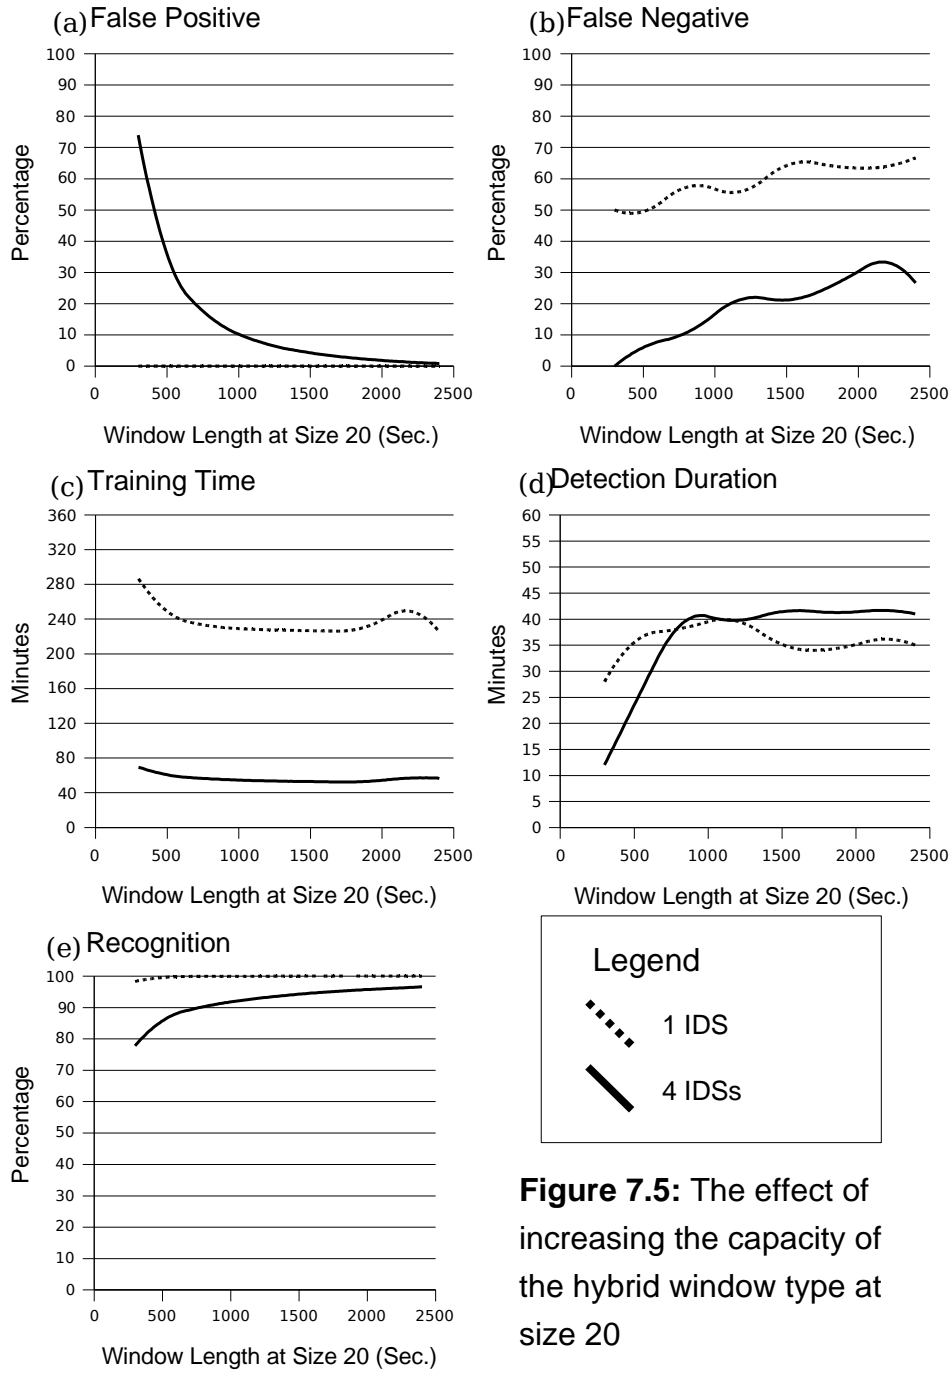 (a) False Positive
100
90
80
70
60
50
40
30
20
10
0
Percentage
0 500 1000 1500 2000 2500
Window Length at Size 20 (Sec.)
(b) False Negative
100
90
80
70
60
50
40
30
20
10
0
Percentage
0 500 1000 1500 2000 2500
Window Length at Size 20 (Sec.)
(c) Training Time
360
320
280
240
200
160
120
80
40
0
Minutes
0 500 1000 1500 2000 2500
Window Length at Size 20 (Sec.)
(d) Detection Duration
60
55
50
45
40
35
30
25
20
15
10
5
0
Minutes
0 500 1000 1500 2000 2500
Window Length at Size 20 (Sec.)
(e) Recognition
100
90
80
70
60
50
40
30
20
10
0
Percentage
0 500 1000 1500 2000 2500
Window Length at Size 20 (Sec.)
Legend
1 IDS
4 IDSs
Figure 7.5: The effect of
increasing the capacity of
the hybrid window type at
size 20